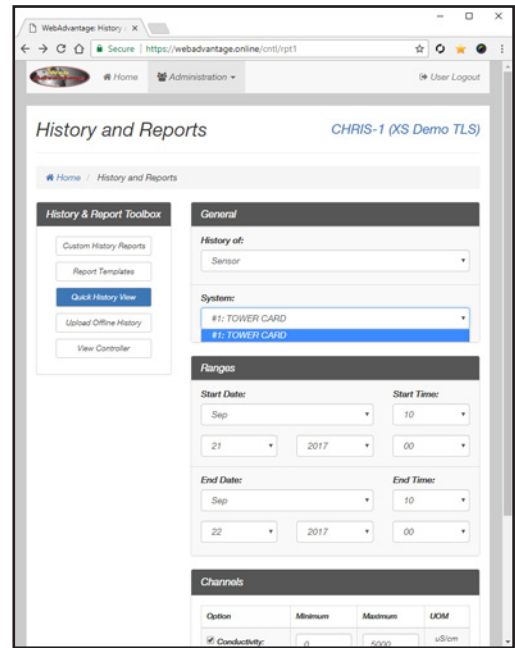 WebAdvantage: History /
Secure | https://webadvantage.online/cntl/rpt1
Home Administration User Logout
History and Reports CHRIS-1 (XS Demo TLS)
Home / History and Reports
History & Report Toolbox
Custom History Reports
Report Templates
Quick History View
Upload Offline History
View Controller
General
History of:
Sensor
System:
#1: TOWER CARD
#1: TOWER CARD
Ranges
Start Date: Start Time:
Sep 10
21 2017 00
End Date: End Time:
Sep 10
22 2017 00
Channels
Option Minimum Maximum UOM
Conductivity: 0 5000 uS/cm